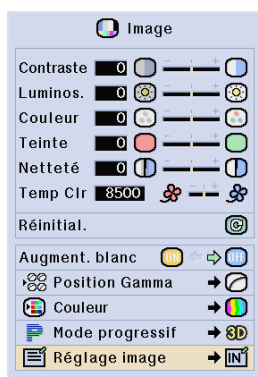 Image
Contraste 0
Luminos. 0
Couleur 0
Teinte 0
Netteté 0
Temp Clr 8500
Réinitial.
Augment. blanc ON OFF
Position Gamma
Couleur
Mode progressif 3D
Réglage image IN